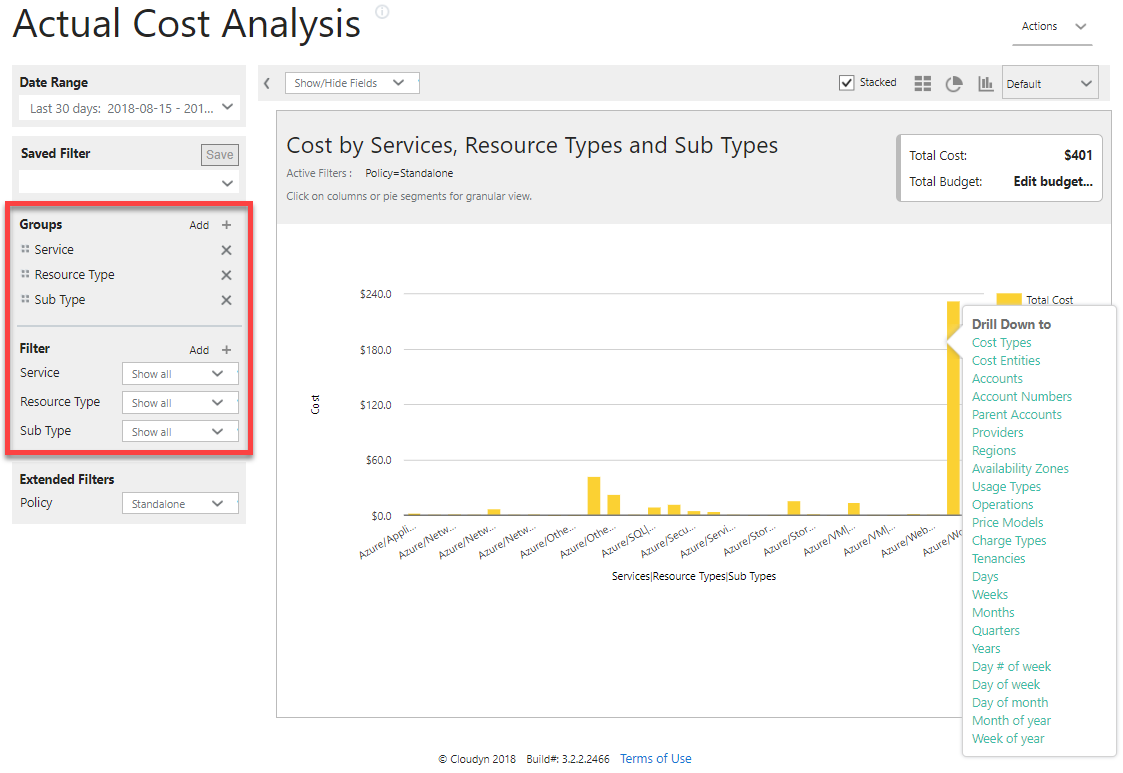 Actual Cost Analysis
Actions
Date Range
Last 30 days: 2018-08-15 - 201...
Saved Filter
Save
Groups
Add +
Service
Resource Type
Sub Type
Filter
Add +
Service
Show all
Resource Type
Show all
Sub Type
Show all
Extended Filters
Policy
Standalone
Show/Hide Fields
Stacked
Default
Cost by Services, Resource Types and Sub Types
Active Filters : Policy=Standalone
Click on columns or pie segments for granular view.
Total Cost: $401
Total Budget: Edit budget...
$240.0
$180.0
$120.0
$60.0
$0.0
Cost
Total Cost
Azure/Appli...
Azure/Netw...
Azure/Netw...
Azure/Netw...
Azure/Othe...
Azure/Othe...
Azure/SQL|...
Azure/Secu...
Azure/Servi...
Azure/Stor...
Azure/Stor...
Azure/VM|...
Azure/VM|...
Azure/Web...
Azure/Wo
Services|Resource Types|Sub Types
Drill Down to
Cost Types
Cost Entities
Accounts
Account Numbers
Parent Accounts
Providers
Regions
Availability Zones
Usage Types
Operations
Price Models
Charge Types
Tenancies
Days
Weeks
Months
Quarters
Years
Day # of week
Day of week
Day of month
Month of year
Week of year
© Cloudyn 2018 Build#: 3.2.2.2466 Terms of Use